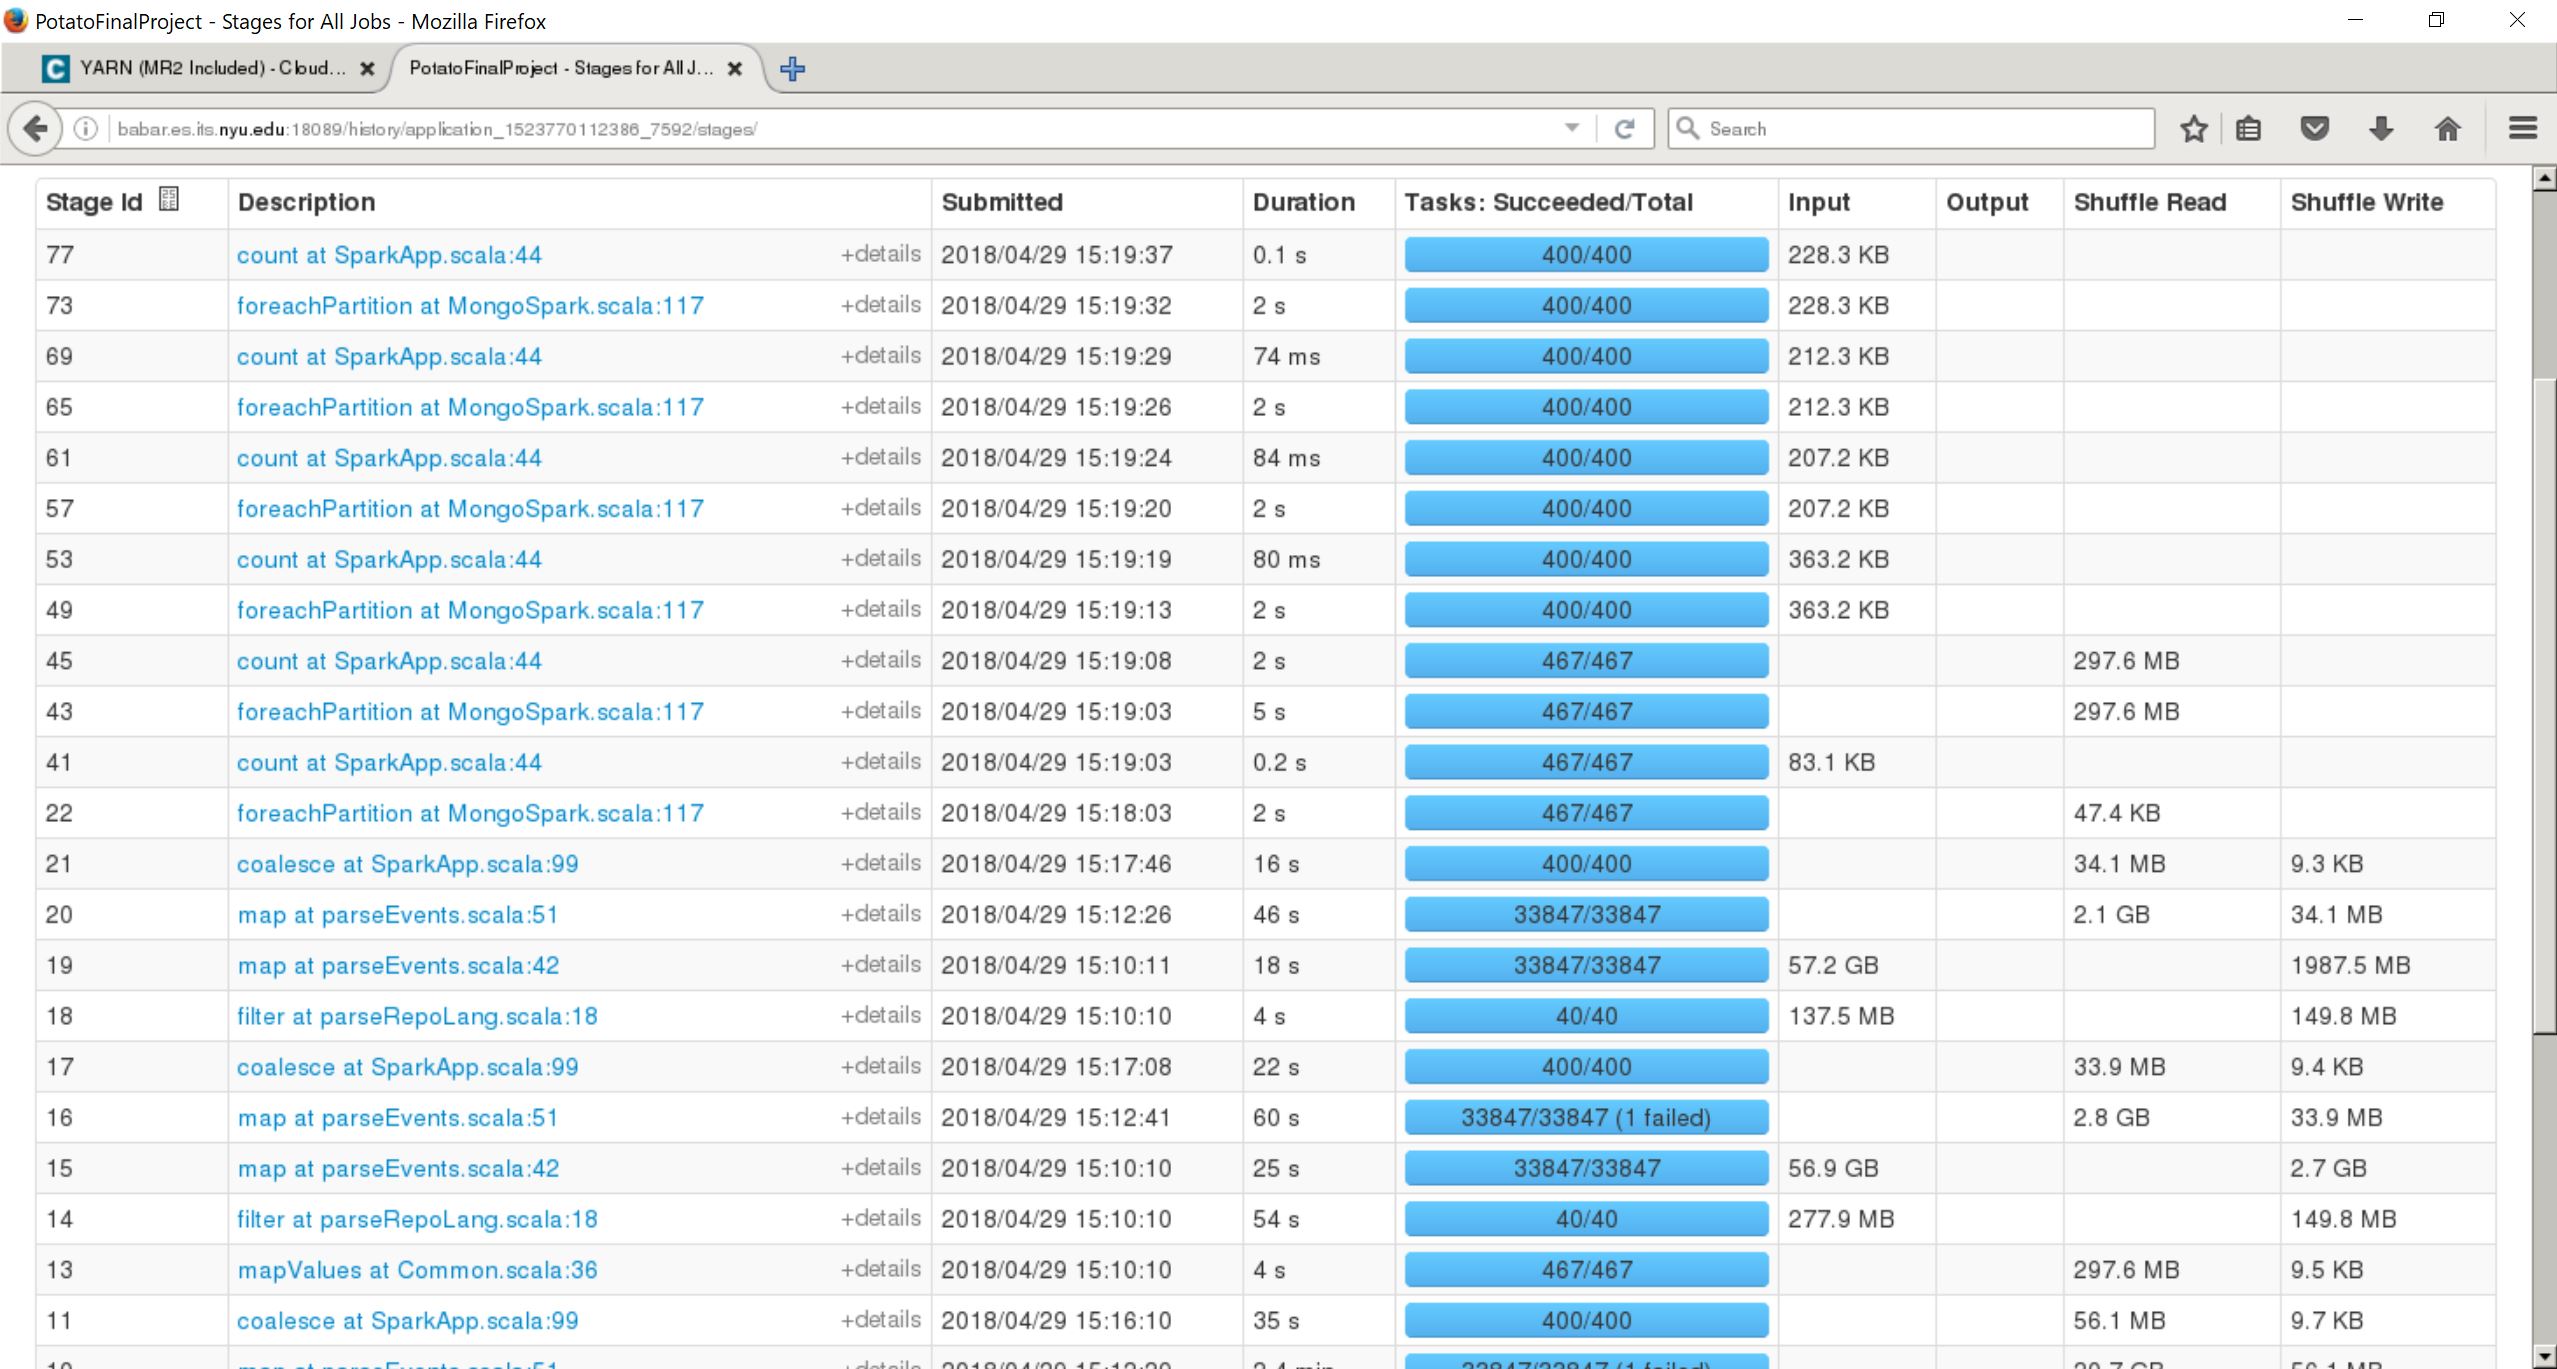 PotatoFinalProject - Stages for All Jobs - Mozilla Firefox
YARN (MR2 Included) - Cloud... PotatoFinalProject - Stages for All J...
babar.es.its.nyu.edu:18089/history/application_1523770112386_7592/stages/ Search
Stage Id Description Submitted Duration Tasks: Succeeded/Total Input Output Shuffle Read Shuffle Write
77 count at SparkApp.scala:44 +details 2018/04/29 15:19:37 0.1 s 400/400 228.3 KB
73 foreachPartition at MongoSpark.scala:117 +details 2018/04/29 15:19:32 2 s 400/400 228.3 KB
69 count at SparkApp.scala:44 +details 2018/04/29 15:19:29 74 ms 400/400 212.3 KB
65 foreachPartition at MongoSpark.scala:117 +details 2018/04/29 15:19:26 2 s 400/400 212.3 KB
61 count at SparkApp.scala:44 +details 2018/04/29 15:19:24 84 ms 400/400 207.2 KB
57 foreachPartition at MongoSpark.scala:117 +details 2018/04/29 15:19:20 2 s 400/400 207.2 KB
53 count at SparkApp.scala:44 +details 2018/04/29 15:19:19 80 ms 400/400 363.2 KB
49 foreachPartition at MongoSpark.scala:117 +details 2018/04/29 15:19:13 2 s 400/400 363.2 KB
45 count at SparkApp.scala:44 +details 2018/04/29 15:19:08 2 s 467/467 297.6 MB
43 foreachPartition at MongoSpark.scala:117 +details 2018/04/29 15:19:03 5 s 467/467 297.6 MB
41 count at SparkApp.scala:44 +details 2018/04/29 15:19:03 0.2 s 467/467 83.1 KB
22 foreachPartition at MongoSpark.scala:117 +details 2018/04/29 15:18:03 2 s 467/467 47.4 KB
21 coalesce at SparkApp.scala:99 +details 2018/04/29 15:17:46 16 s 400/400 34.1 MB 9.3 KB
20 map at parseEvents.scala:51 +details 2018/04/29 15:12:26 46 s 33847/33847 2.1 GB 34.1 MB
19 map at parseEvents.scala:42 +details 2018/04/29 15:10:11 18 s 33847/33847 57.2 GB 1987.5 MB
18 filter at parseRepoLang.scala:18 +details 2018/04/29 15:10:10 4 s 40/40 137.5 MB 149.8 MB
17 coalesce at SparkApp.scala:99 +details 2018/04/29 15:17:08 22 s 400/400 33.9 MB 9.4 KB
16 map at parseEvents.scala:51 +details 2018/04/29 15:12:41 60 s 33847/33847 (1 failed) 2.8 GB 33.9 MB
15 map at parseEvents.scala:42 +details 2018/04/29 15:10:10 25 s 33847/33847 56.9 GB 2.7 GB
14 filter at parseRepoLang.scala:18 +details 2018/04/29 15:10:10 54 s 40/40 277.9 MB 149.8 MB
13 mapValues at Common.scala:36 +details 2018/04/29 15:10:10 4 s 467/467 297.6 MB 9.5 KB
11 coalesce at SparkApp.scala:99 +details 2018/04/29 15:16:10 35 s 400/400 56.1 MB 9.7 KB